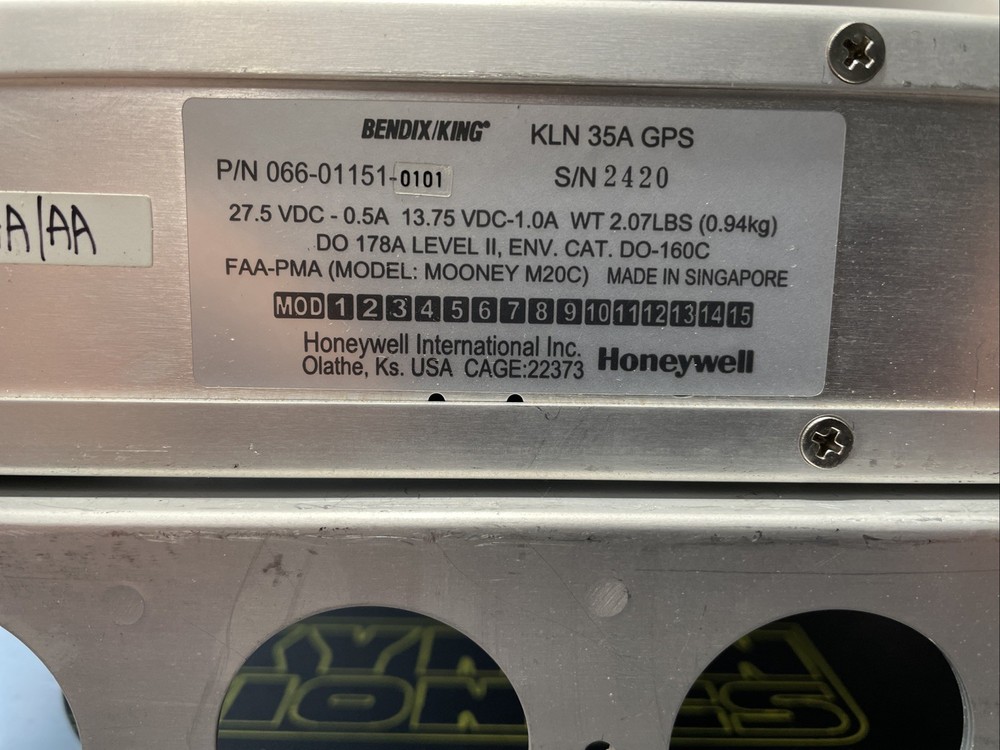 BENDIX/KING® KLN 35A GPS
P/N 066-01151-0101 S/N 2420
A/AA
27.5 VDC - 0.5A 13.75 VDC-1.0A WT 2.07LBS (0.94kg)
DO 178A LEVEL II, ENV. CAT. DO-160C
FAA-PMA (MODEL: MOONEY M20C) MADE IN SINGAPORE
MOD 1 2 3 4 5 6 7 8 9 10 11 12 13 14 15
Honeywell International Inc.
Olathe, Ks. USA CAGE:22373 Honeywell